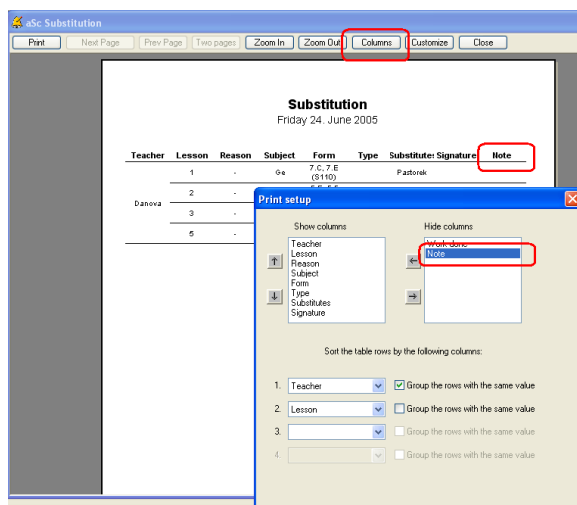 aSc Substitution
Print Next Page Prev Page Two pages Zoom In Zoom Out Columns Customize Close
Substitution
Friday 24. June 2005
Teacher Lesson Reason Subject Form Type Substitutes Signature Note
1 - Ge 7.C, 7.E (S110) Pastorek
Danova
2 -
3 -
5 -
Print setup
Show columns Hide columns
Teacher
Lesson
Reason
Subject
Form
Type
Substitutes
Signature
Work done
Note
Sort the table rows by the following columns:
1. Teacher Group the rows with the same value
2. Lesson Group the rows with the same value
3. Group the rows with the same value
4. Group the rows with the same value